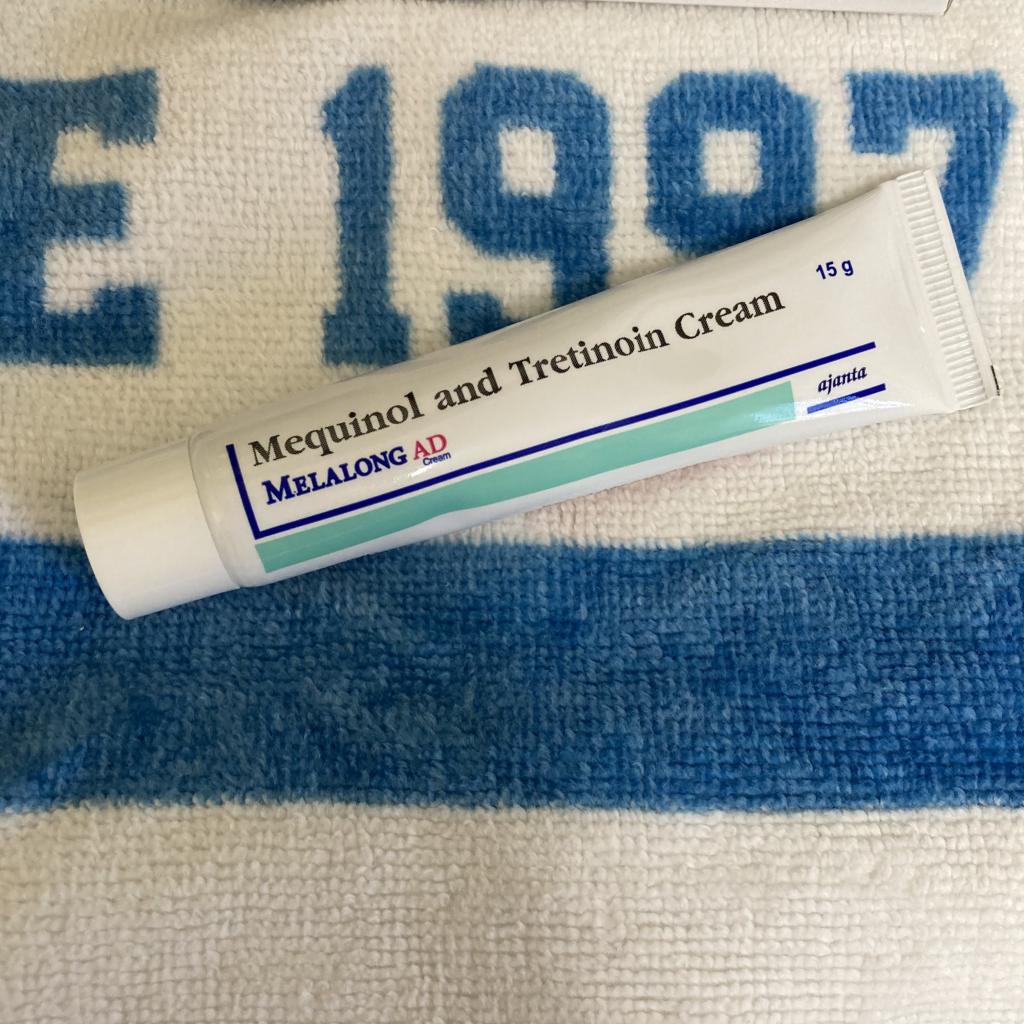 E 1997
15 g
Mequinol and Tretinoin Cream
MELALONG AD
Cream
ajanta